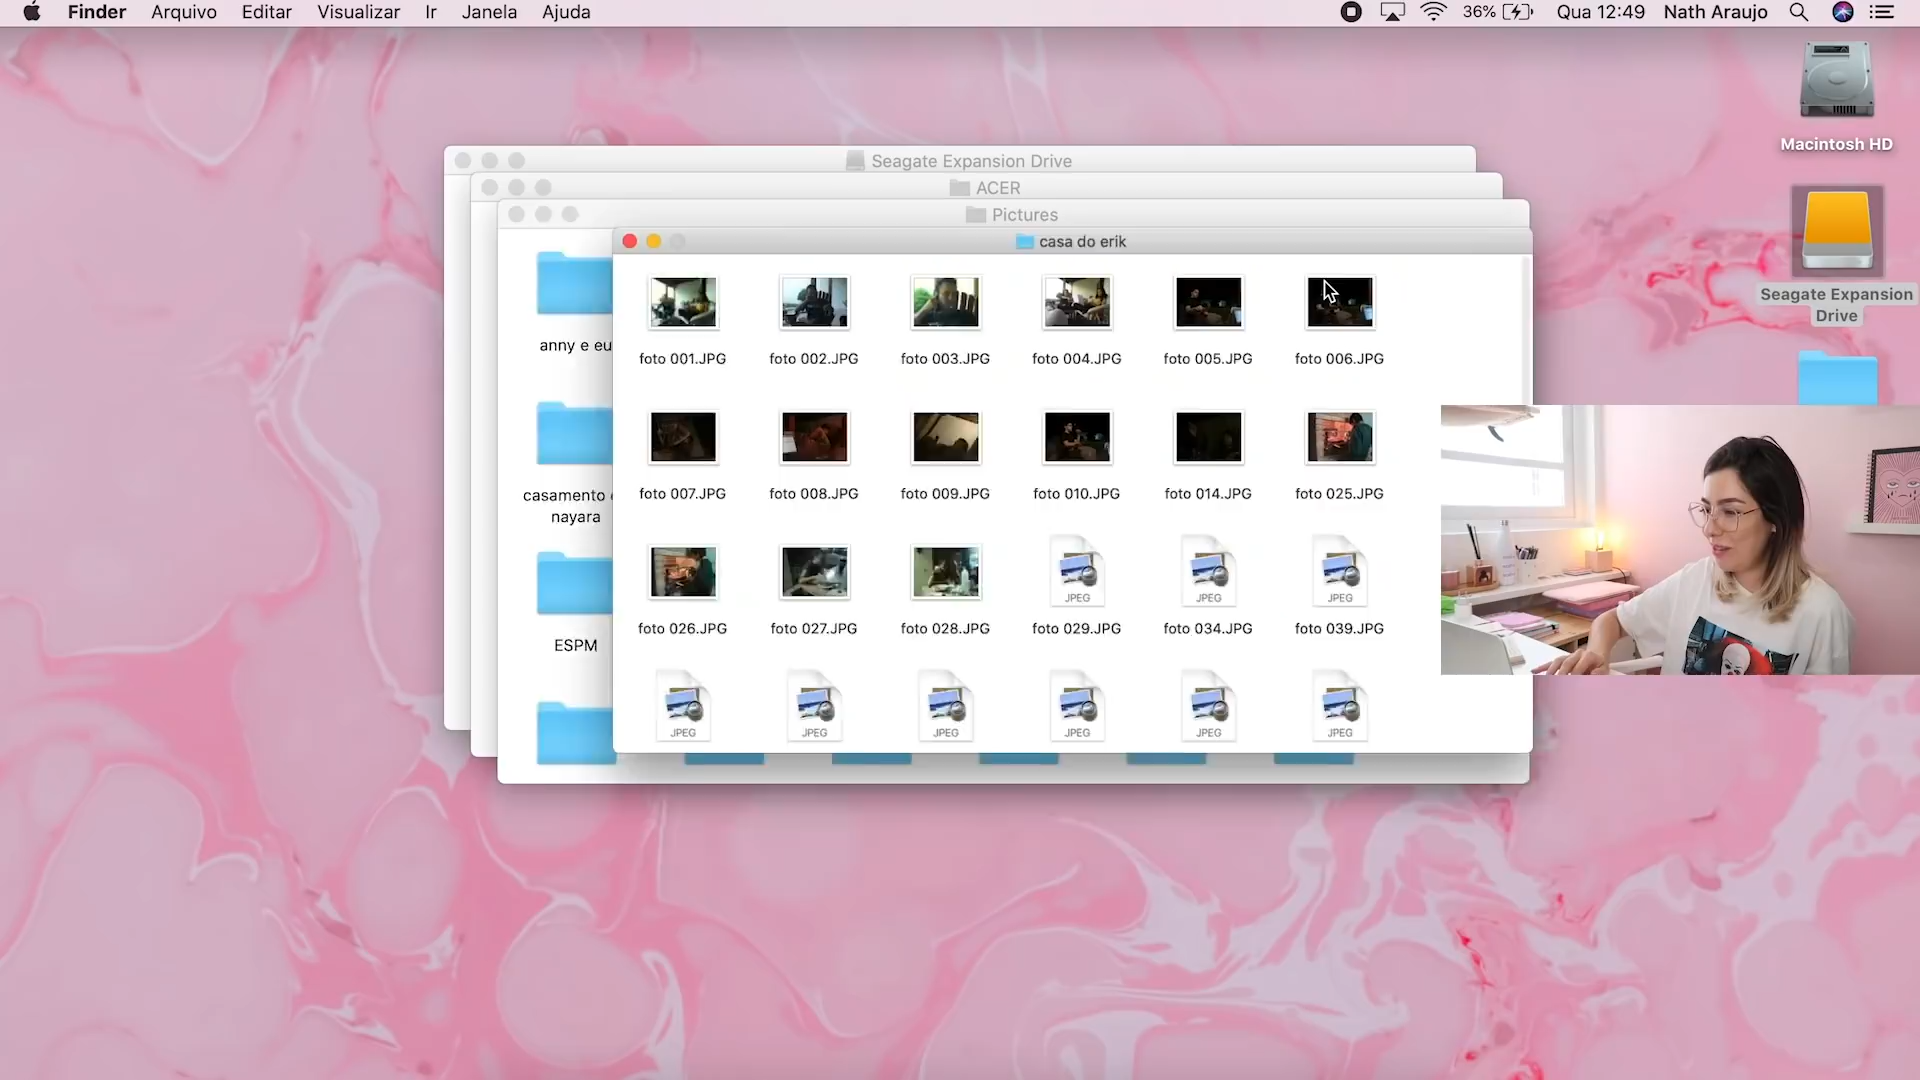 Finder Arquivo Editar Visualizar Ir Janela Ajuda 36% Qua 12:49 Nath Araujo
Macintosh HD
Seagate Expansion
Drive
Seagate Expansion Drive
ACER
Pictures
casa do erik
anny e eu
casamento
nayara
ESPM
foto 001.JPG foto 002.JPG foto 003.JPG foto 004.JPG foto 005.JPG foto 006.JPG
foto 007.JPG foto 008.JPG foto 009.JPG foto 010.JPG foto 014.JPG foto 025.JPG
JPEG JPEG JPEG
foto 026.JPG foto 027.JPG foto 028.JPG foto 029.JPG foto 034.JPG foto 039.JPG
JPEG JPEG JPEG JPEG JPEG JPEG